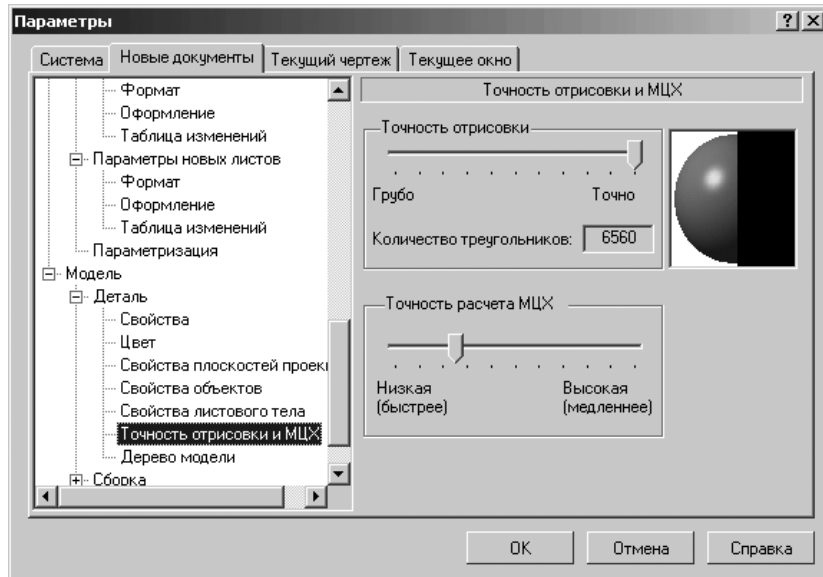 Параметры
Система Новые документы Текущий чертеж Текущее окно
Формат
Оформление
Таблица изменений
Параметры новых листов
Формат
Оформление
Таблица изменений
Параметризация
Модель
Деталь
Свойства
Цвет
Свойства плоскостей проек
Свойства объектов
Свойства листового тела
Точность отрисовки и МЦХ
Дерево модели
Сборка
Точность отрисовки и МЦХ
Точность отрисовки
Грубо Точно
Количество треугольников: 6560
Точность расчета МЦХ
Низкая Высокая
(быстрее) (медленнее)
OK Отмена Справка